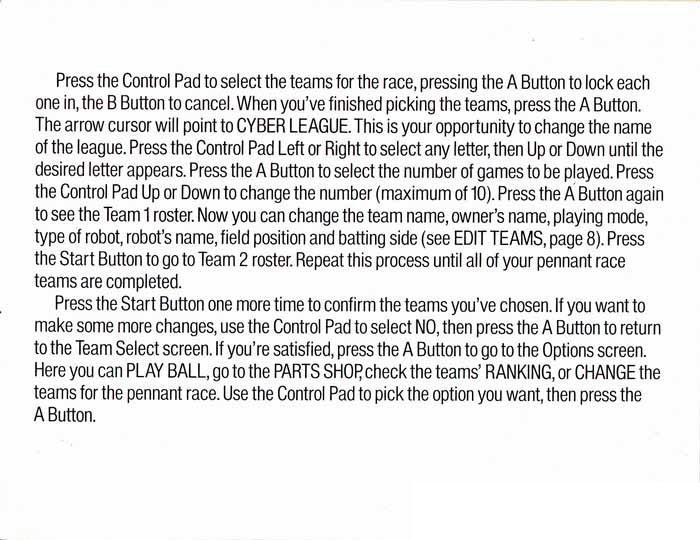 Press the Control Pad to select the teams for the race, pressing the A Button to lock each
one in, the B Button to cancel. When you've finished picking the teams, press the A Button.
The arrow cursor will point to CYBER LEAGUE. This is your opportunity to change the name
of the league. Press the Control Pad Left or Right to select any letter, then Up or Down until the
desired letter appears. Press the A Button to select the number of games to be played. Press
the Control Pad Up or Down to change the number (maximum of 10). Press the A Button again
to see the Team 1 roster. Now you can change the team name, owner's name, playing mode,
type of robot, robot's name, field position and batting side (see EDIT TEAMS, page 8). Press
the Start Button to go to Team 2 roster. Repeat this process until all of your pennant race
teams are completed.
Press the Start Button one more time to confirm the teams you've chosen. If you want to
make some more changes, use the Control Pad to select NO, then press the A Button to return
to the Team Select screen. If you're satisfied, press the A Button to go to the Options screen.
Here you can PLAY BALL, go to the PARTS SHOP, check the teams' RANKING, or CHANGE the
teams for the pennant race. Use the Control Pad to pick the option you want, then press the
A Button.